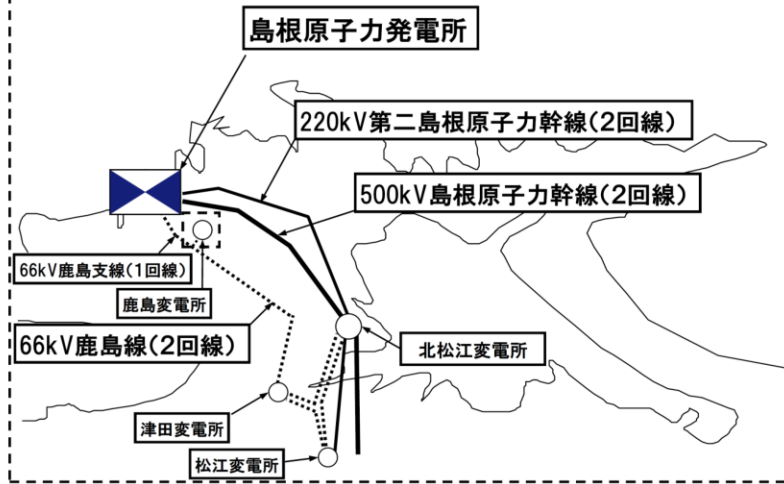 島根原子力発電所
220kV第二島根原子力幹線(2回線)
500kV島根原子力幹線(2回線)
66kV鹿島支線(1回線)
鹿島変電所
66kV鹿島線(2回線)
北松江変電所
津田変電所
松江変電所